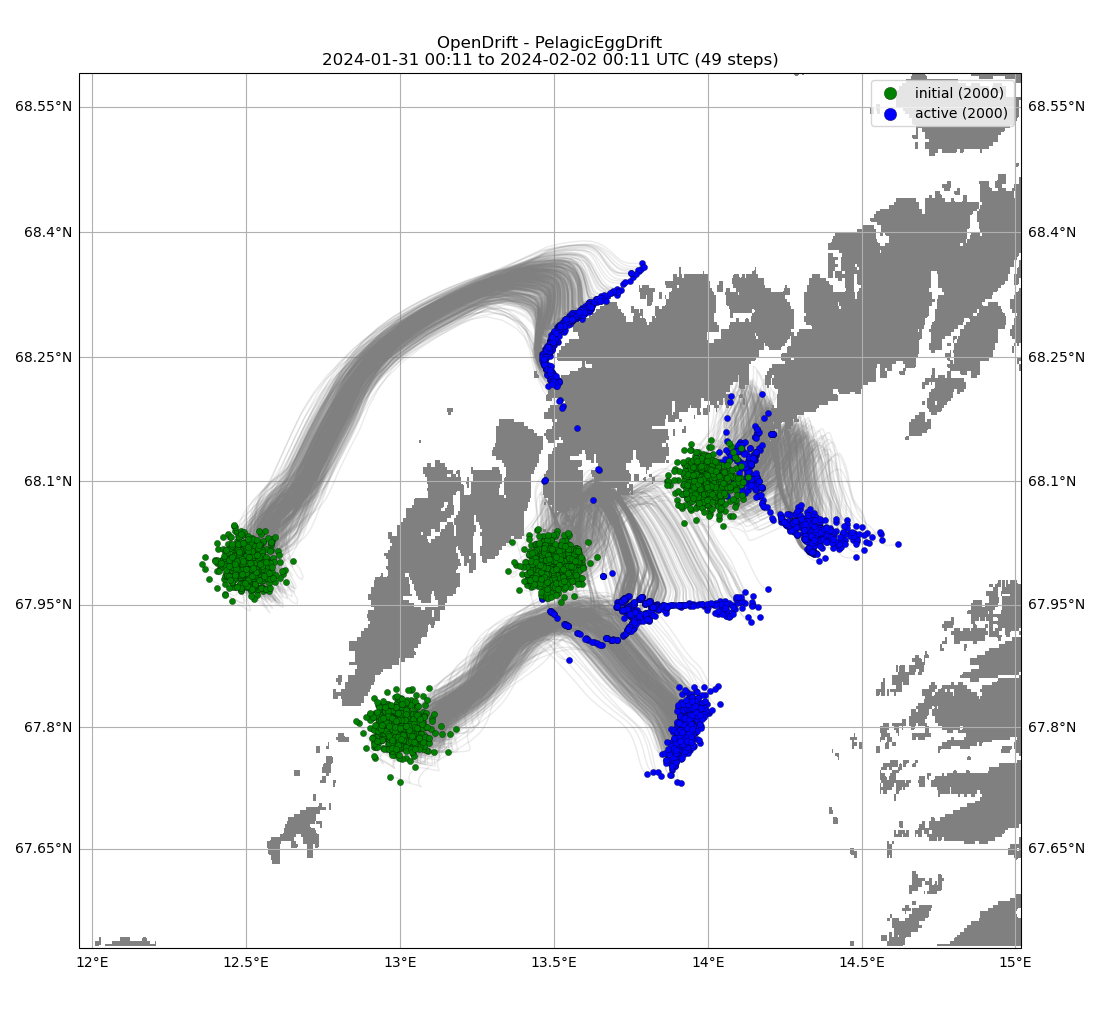 OpenDrift - PelagicEggDrift
2024-01-31 00:11 to 2024-02-02 00:11 UTC (49 steps)
initial (2000)
active (2000)
68.55°N
68.55°N
68.4°N
68.4°N
68.25°N
68.25°N
68.1°N
68.1°N
67.95°N
67.95°N
67.8°N
67.8°N
67.65°N
67.65°N
12°E
12.5°E
13°E
13.5°E
14°E
14.5°E
15°E